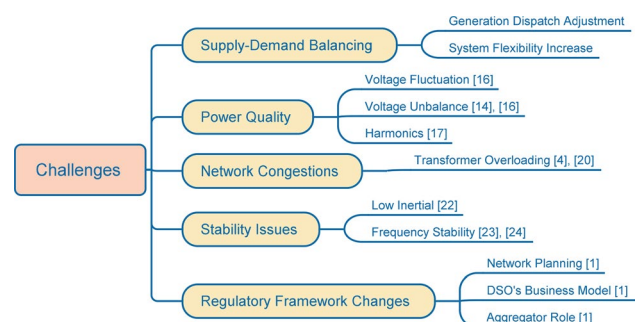 Challenges
Supply-Demand Balancing
Generation Dispatch Adjustment
System Flexibility Increase
Power Quality
Voltage Fluctuation [16]
Voltage Unbalance [14], [16]
Harmonics [17]
Network Congestions
Transformer Overloading [4], [20]
Stability Issues
Low Inertial [22]
Frequency Stability [23], [24]
Regulatory Framework Changes
Network Planning [1]
DSO's Business Model [1]
Aggregator Role [1]